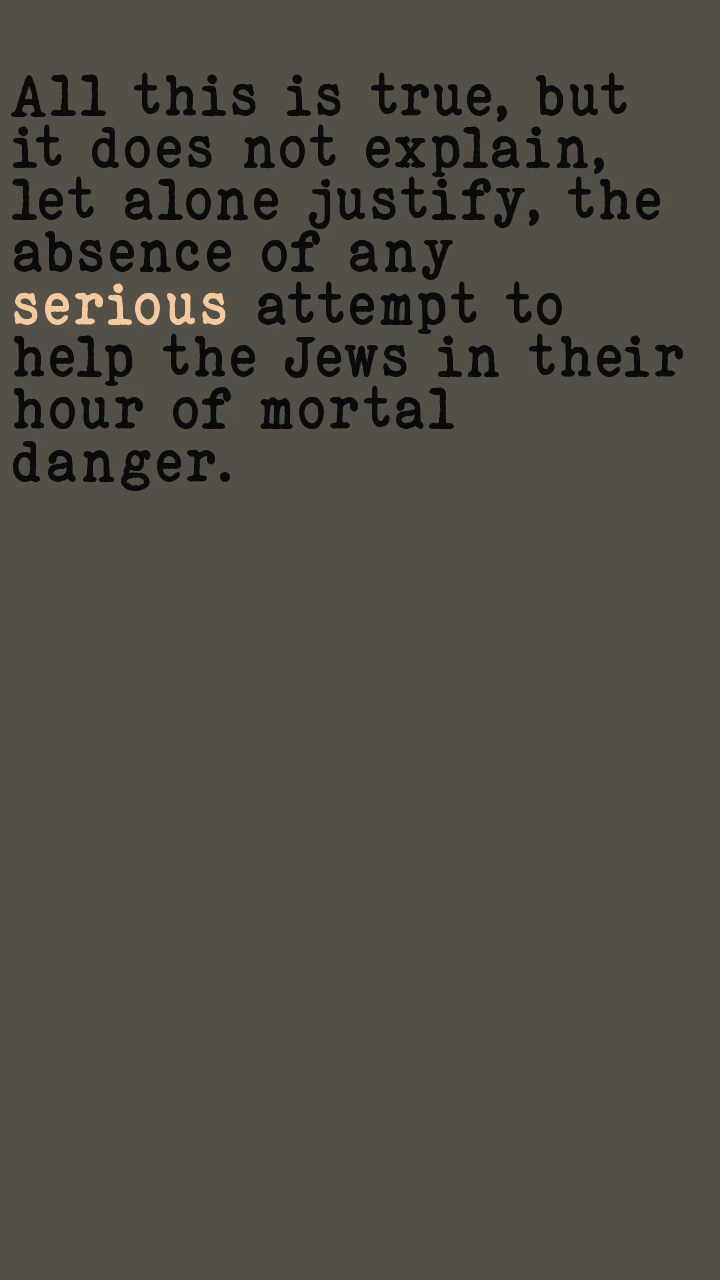 All this is true, but
it does not explain,
let alone justify, the
absence of any
serious attempt to
help the Jews in their
hour of mortal
danger.